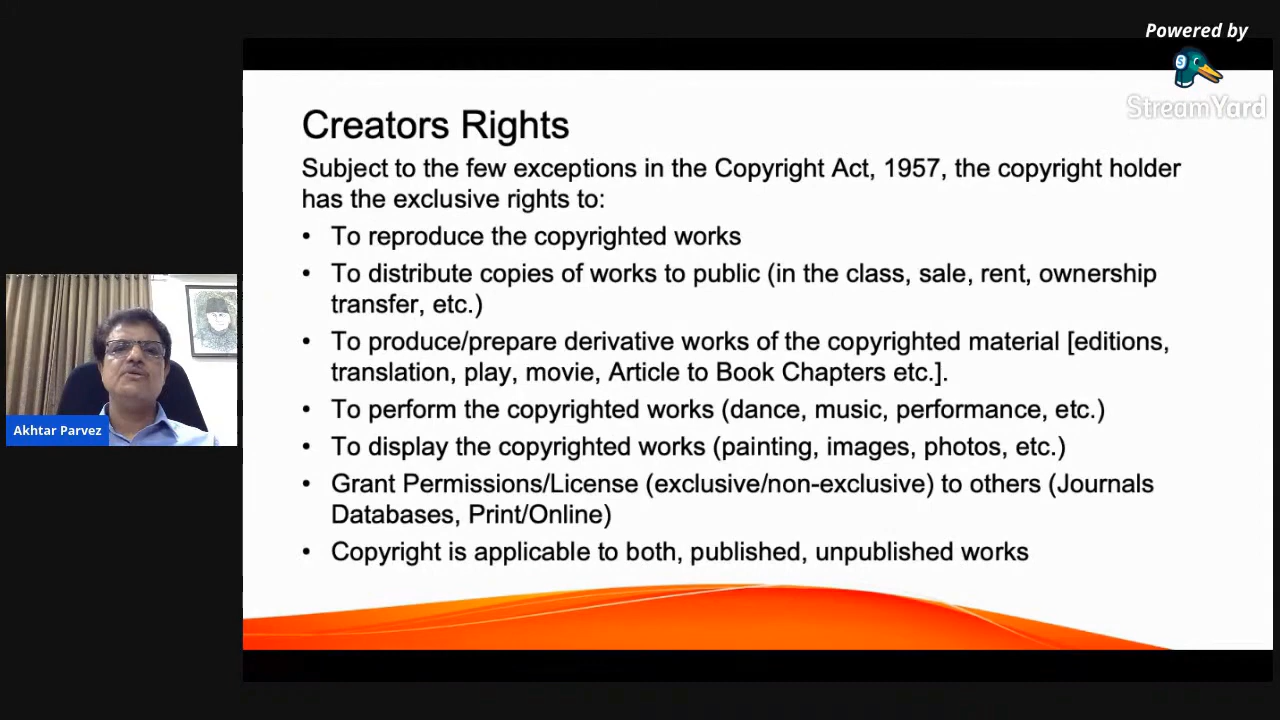 Powered by
StreamYard
Creators Rights
Subject to the few exceptions in the Copyright Act, 1957, the copyright holder
has the exclusive rights to:
• To reproduce the copyrighted works
• To distribute copies of works to public (in the class, sale, rent, ownership
transfer, etc.)
• To produce/prepare derivative works of the copyrighted material [editions,
translation, play, movie, Article to Book Chapters etc.].
• To perform the copyrighted works (dance, music, performance, etc.)
• To display the copyrighted works (painting, images, photos, etc.)
• Grant Permissions/License (exclusive/non-exclusive) to others (Journals
Databases, Print/Online)
• Copyright is applicable to both, published, unpublished works
Akhtar Parvez